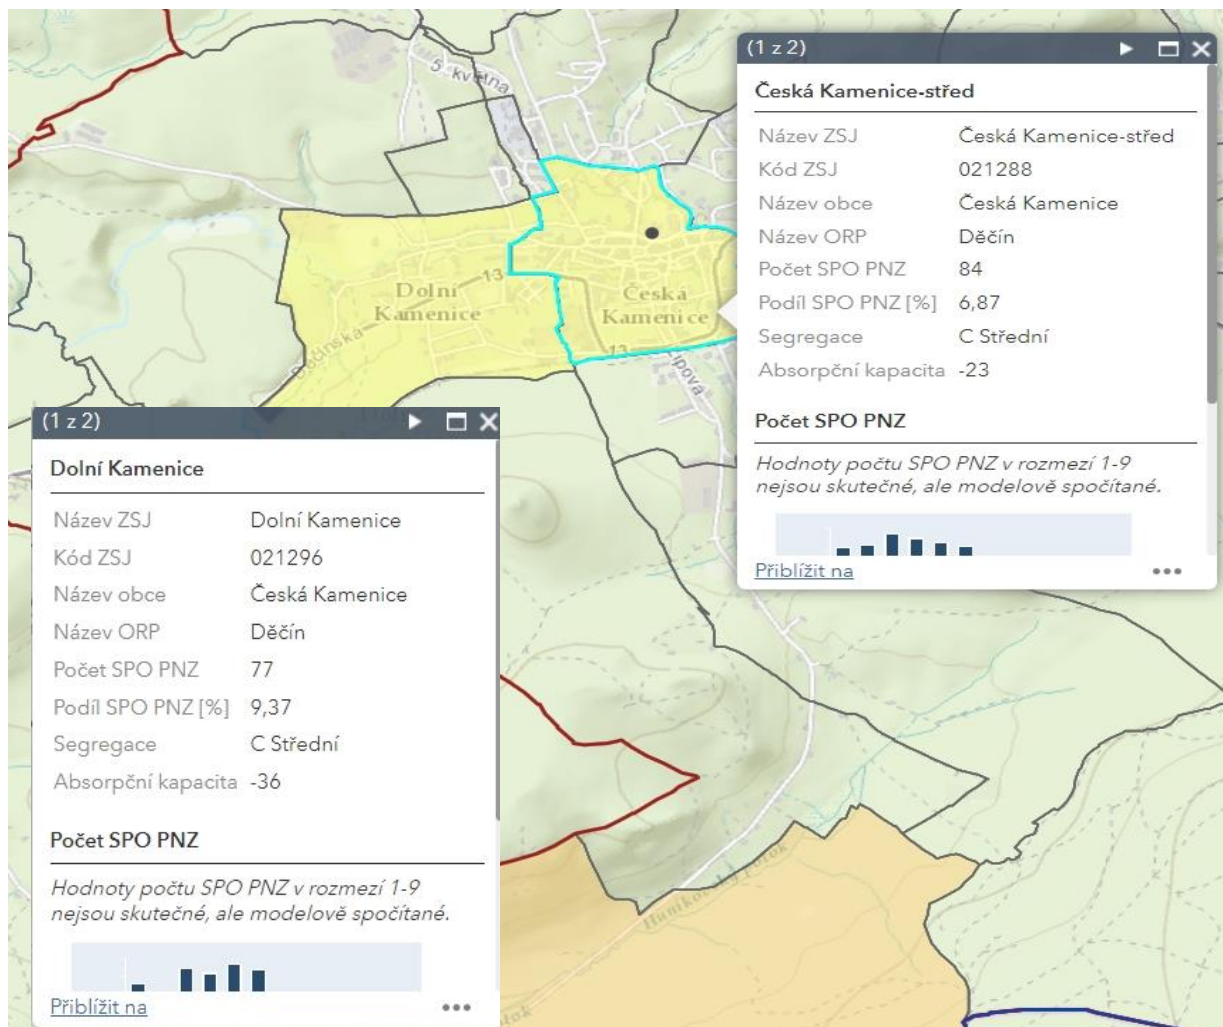 5. května
13
Dolní
Kamenice
Děčínská
Česká
Kamenice
13
Lipová
(1 z 2)
Česká Kamenice-střed
Název ZSJ Česká Kamenice-střed
Kód ZSJ 021288
Název obce Česká Kamenice
Název ORP Děčín
Počet SPO PNZ 84
Podíl SPO PNZ [%] 6,87
Segregace C Střední
Absorpční kapacita -23
Počet SPO PNZ
Hodnoty počtu SPO PNZ v rozmezí 1-9
nejsou skutečné, ale modelově spočítané.
Přiblížit na
(1 z 2)
Dolní Kamenice
Název ZSJ Dolní Kamenice
Kód ZSJ 021296
Název obce Česká Kamenice
Název ORP Děčín
Počet SPO PNZ 77
Podíl SPO PNZ [%] 9,37
Segregace C Střední
Absorpční kapacita -36
Počet SPO PNZ
Hodnoty počtu SPO PNZ v rozmezí 1-9
nejsou skutečné, ale modelově spočítané.
Přiblížit na